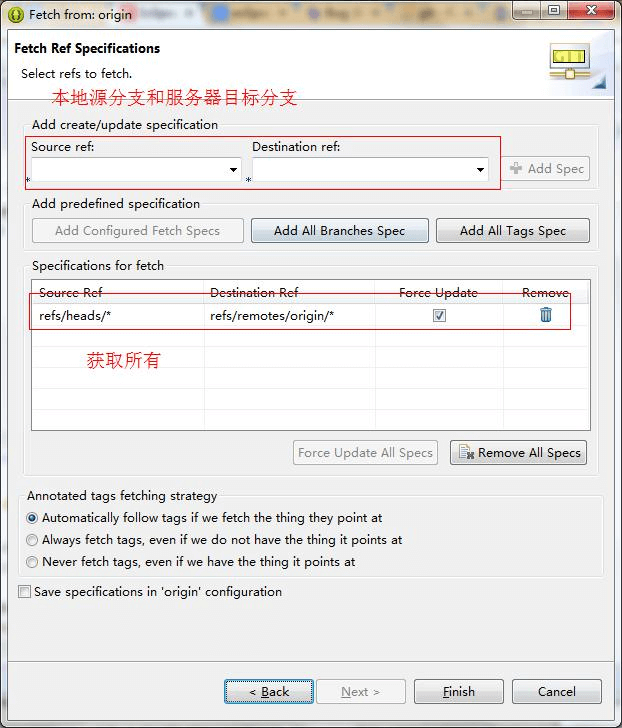 Fetch from: origin
Fetch Ref Specifications
Select refs to fetch.
GIT
本地源分支和服务器目标分支
Add create/update specification
Source ref: Destination ref:
* * Add Spec
Add predefined specification
Add Configured Fetch Specs Add All Branches Spec Add All Tags Spec
Specifications for fetch
Source Ref Destination Ref Force Update Remove
refs/heads/* refs/remotes/origin/*
获取所有
Force Update All Specs Remove All Specs
Annotated tags fetching strategy
Automatically follow tags if we fetch the thing they point at
Always fetch tags, even if we do not have the thing it points at
Never fetch tags, even if we have the thing it points at
Save specifications in 'origin' configuration
< Back Next > Finish Cancel